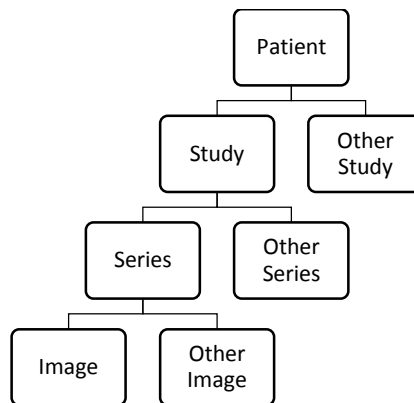 Patient
Study
Other
Study
Series
Other
Series
Image
Other
Image